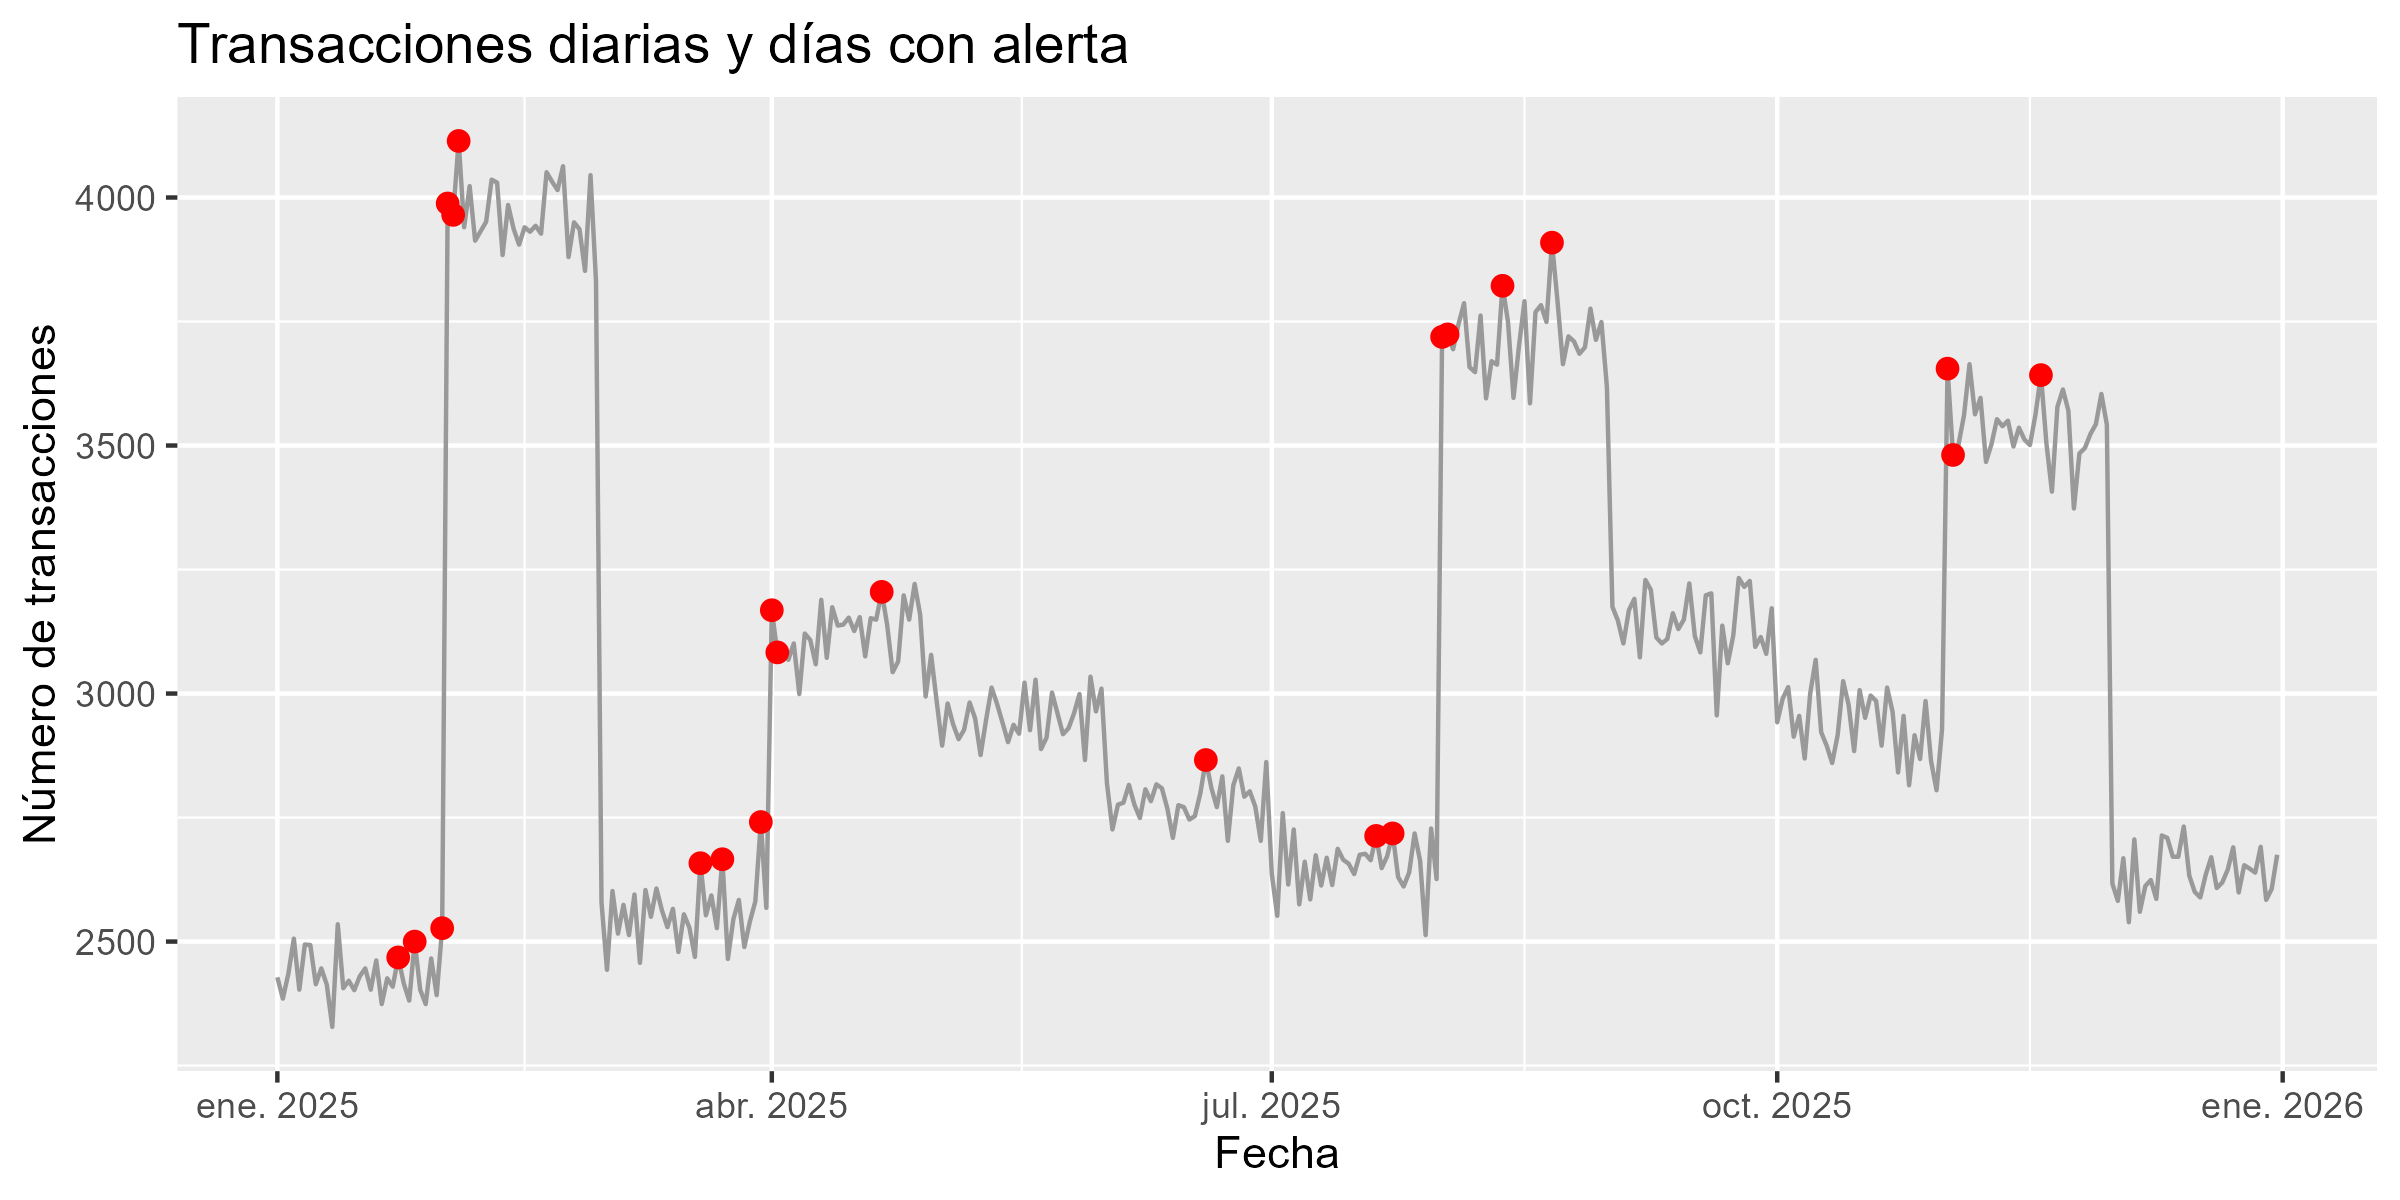 Transacciones diarias y días con alerta
Número de transacciones
4000
3500
3000
2500
ene. 2025
abr. 2025
jul. 2025
oct. 2025
ene. 2026
Fecha